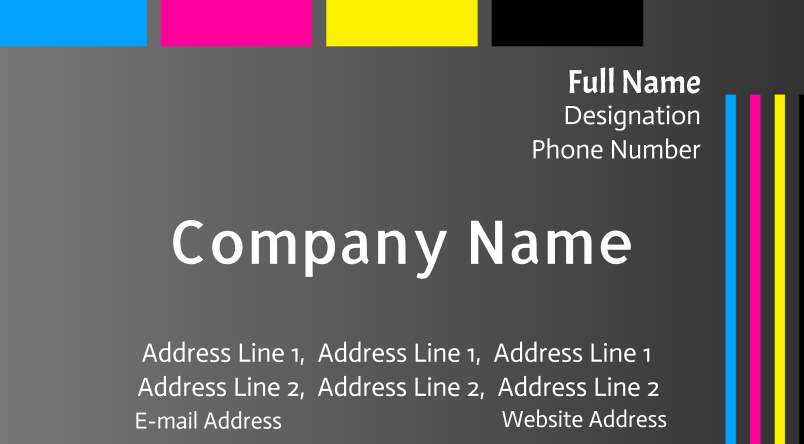 Full Name
Designation
Phone Number
Company Name
Address Line 1, Address Line 1, Address Line 1
Address Line 2, Address Line 2, Address Line 2
E-mail Address Website Address